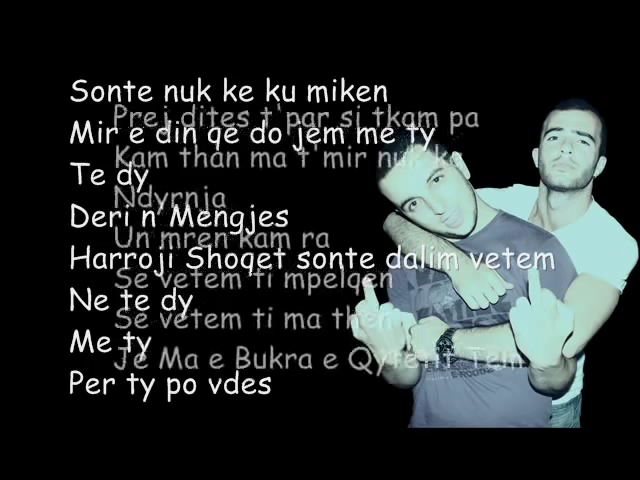 Sonte nuk ke ku miken
Prej dites t'par si tkam pa
Mir e din qe do jem me ty
Kam than ma t'mir nuk ka
Te dy
Ndyrnja
Deri n'Mengjes
Un'mren kam ra
Harroji Shoqet sonte dalim vetem
Se vetem ti mpelqen
Ne te dy
Se vetem ti ma then
Me ty
Je Ma e Bukra e Qytetit Tein
Per ty po vdes